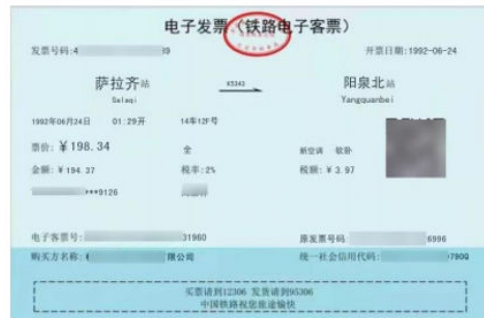 电子发票（铁路电子客票）
发票号码:4 39 开票日期:1992-06-24
萨拉齐站 K5343 阳泉北站
Salaqi Yangquanbei
1992年06月24日 01:29开 14车12F号
票价: ￥198.34 全 新空调 软卧
金额: ￥194.37 税率:2% 税额: ￥3.97
***9126
电子客票号: 31960 原发票号码: 6996
购买方名称: 限公司 统一社会信用代码: 790Q
买票请到12306 发货请到95306
中国铁路祝您旅途愉快